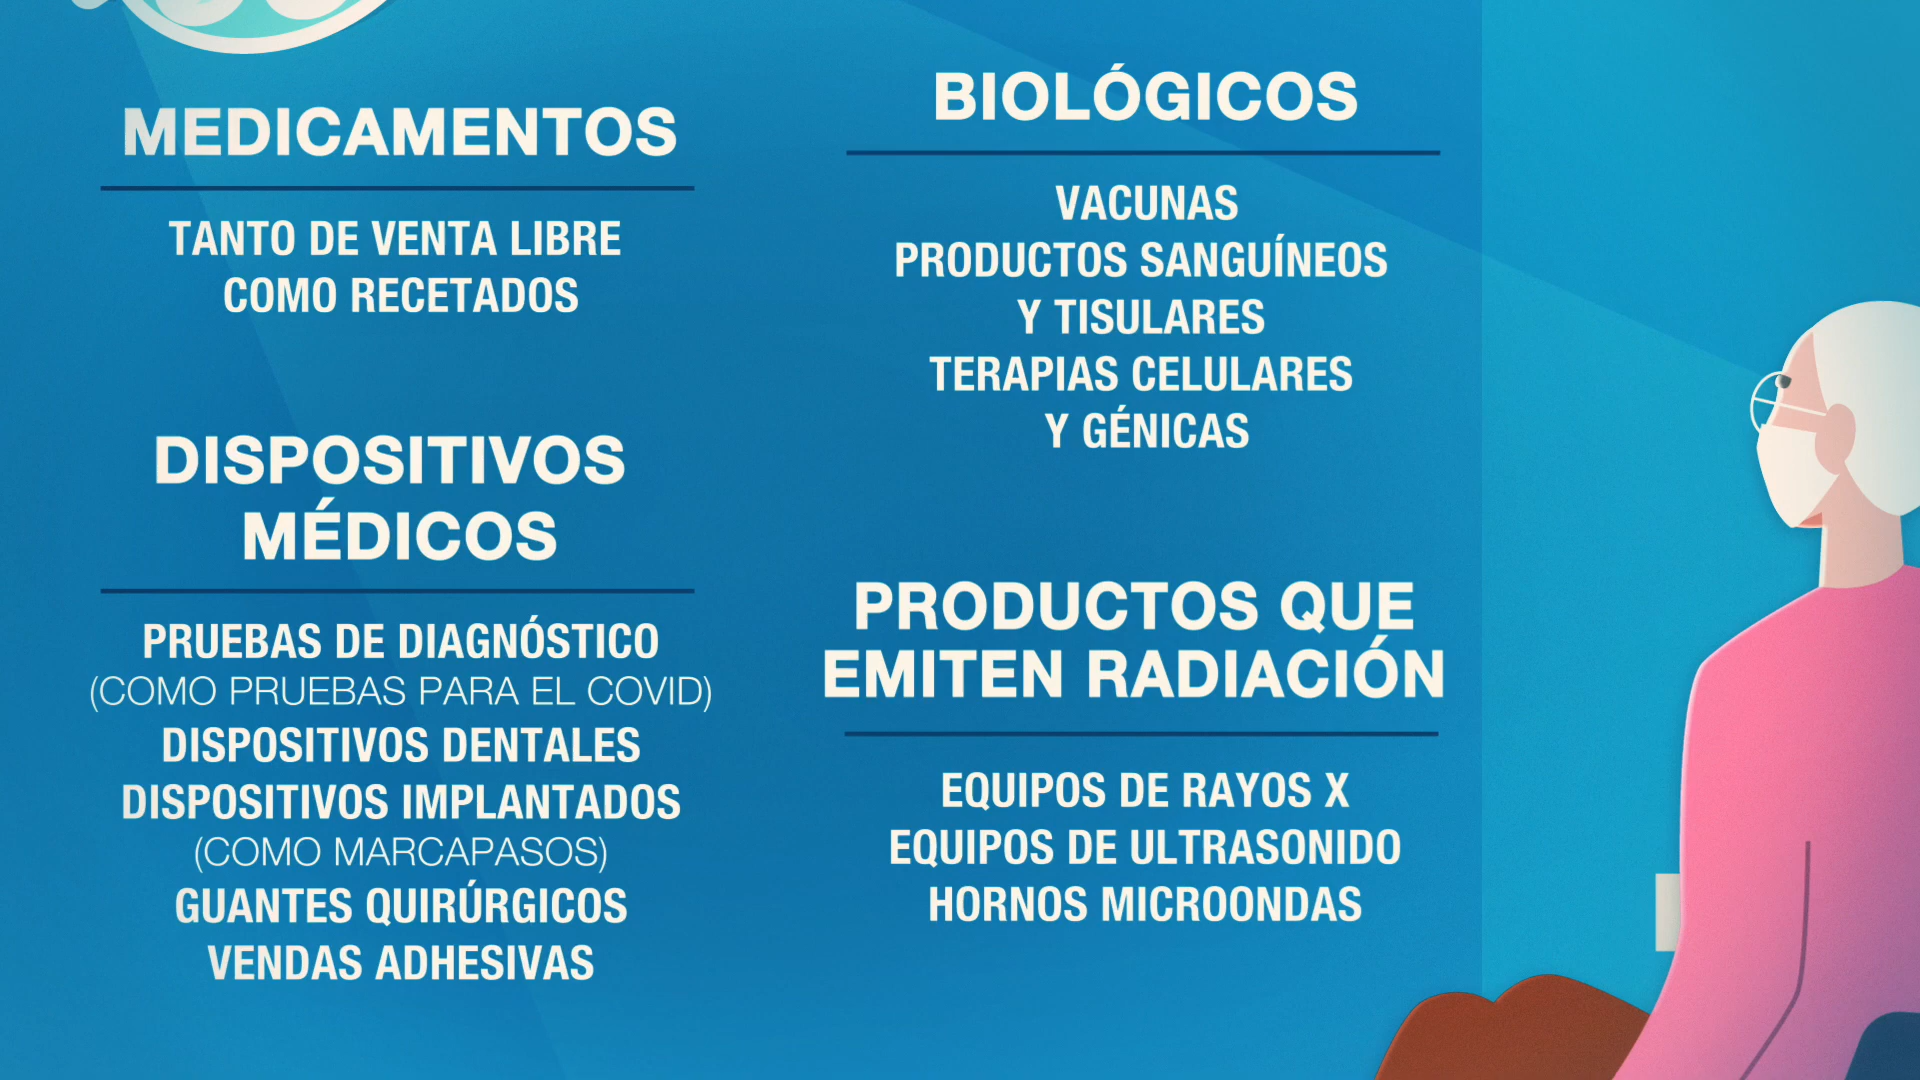 MEDICAMENTOS
TANTO DE VENTA LIBRE
COMO RECETADOS
DISPOSITIVOS
MÉDICOS
PRUEBAS DE DIAGNÓSTICO
(COMO PRUEBAS PARA EL COVID)
DISPOSITIVOS DENTALES
DISPOSITIVOS IMPLANTADOS
(COMO MARCAPASOS)
GUANTES QUIRÚRGICOS
VENDAS ADHESIVAS
BIOLÓGICOS
VACUNAS
PRODUCTOS SANGUÍNEOS
Y TISULARES
TERAPIAS CELULARES
Y GÉNICAS
PRODUCTOS QUE
EMITEN RADIACIÓN
EQUIPOS DE RAYOS X
EQUIPOS DE ULTRASONIDO
HORNOS MICROONDAS